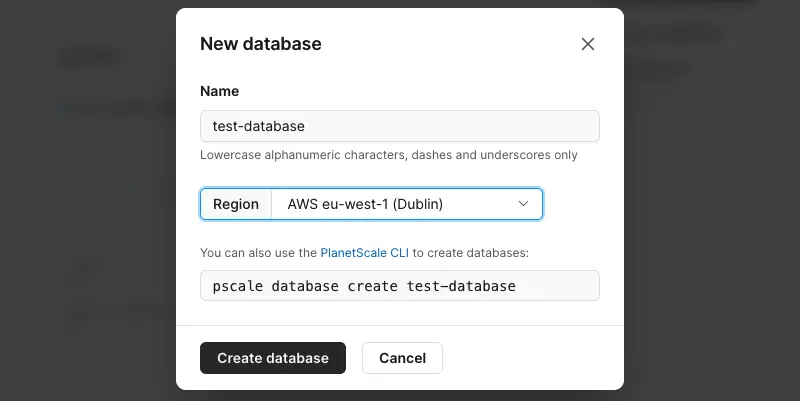 New database
Name
test-database
Lowercase alphanumeric characters, dashes and underscores only
Region AWS eu-west-1 (Dublin)
You can also use the PlanetScale CLI to create databases:
pscale database create test-database
Create database Cancel